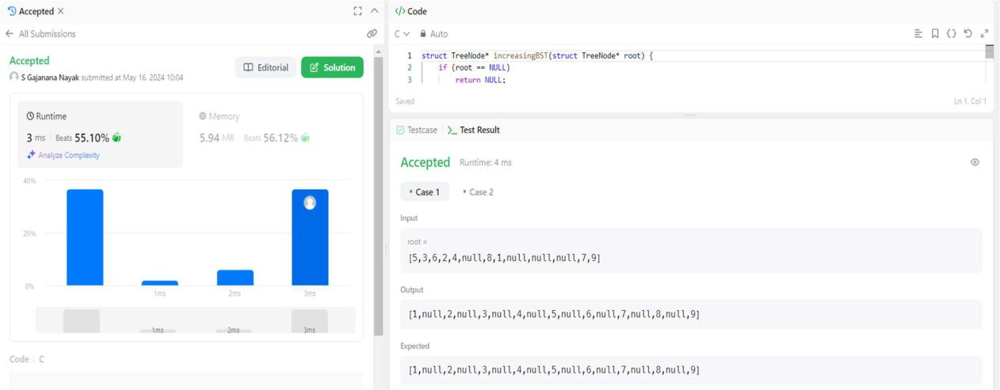 Accepted
All Submissions
Accepted
S Gajanana Nayak submitted at May 16, 2024 10:04
Editorial
Solution
Runtime
3 ms | Beats 55.10%
Analyze Complexity
Memory
5.94 MB | Beats 56.12%
40%
20%
0%
1ms 2ms 3ms
1ms 2ms 3ms
Code | C
Code
C Auto
1 struct TreeNode* increasingBST(struct TreeNode* root) {
2 if (root == NULL)
3 return NULL;
Saved
Ln 1, Col 1
Testcase | Test Result
Accepted Runtime: 4 ms
Case 1 Case 2
Input
root =
[5,3,6,2,4,null,8,1,null,null,null,7,9]
Output
[1,null,2,null,3,null,4,null,5,null,6,null,7,null,8,null,9]
Expected
[1,null,2,null,3,null,4,null,5,null,6,null,7,null,8,null,9]